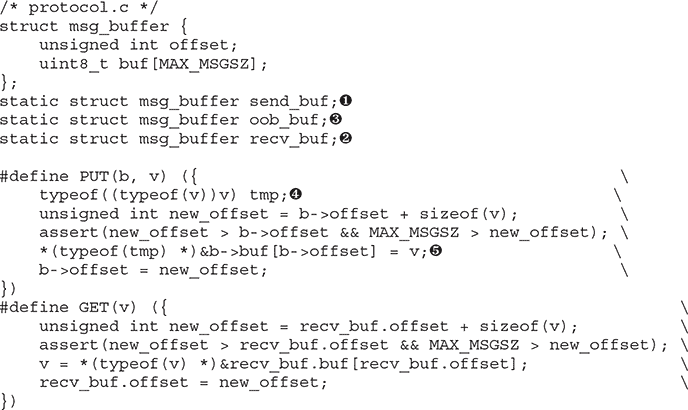 /* protocol.c */
struct msg_buffer {
    unsigned int offset;
    uint8_t buf[MAX_MSGSZ];
};
static struct msg_buffer send_buf;❶
static struct msg_buffer oob_buf;❸
static struct msg_buffer recv_buf;❷

#define PUT(b, v) ({                                           \
    typeof((typeof(v))v) tmp;❹                                \
    unsigned int new_offset = b->offset + sizeof(v);           \
    assert(new_offset > b->offset && MAX_MSGSZ > new_offset); \
    *(typeof(tmp) *)&b->buf[b->offset] = v;❺                  \
    b->offset = new_offset;                                    \
})
#define GET(v) ({                                                    \
    unsigned int new_offset = recv_buf.offset + sizeof(v);           \
    assert(new_offset > recv_buf.offset && MAX_MSGSZ > new_offset); \
    v = *(typeof(v) *)&recv_buf.buf[recv_buf.offset];                \
    recv_buf.offset = new_offset;                                    \
})